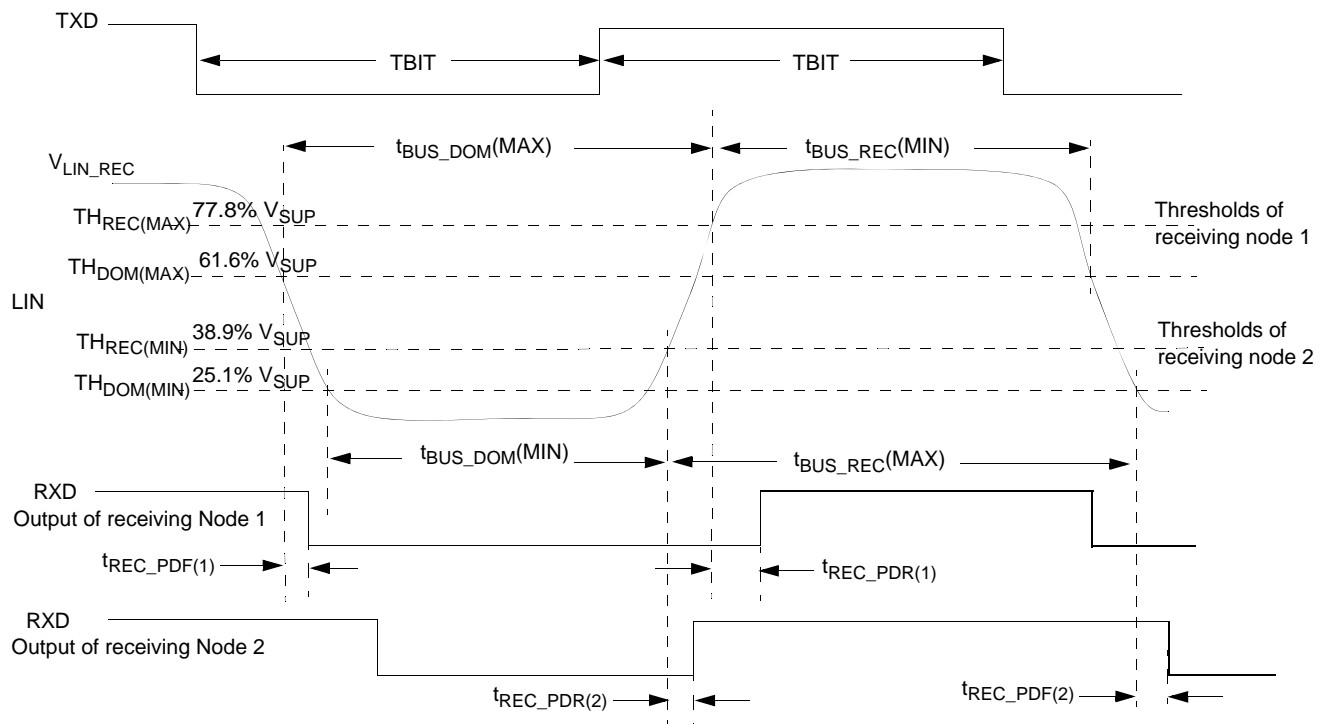 TXD
TBIT
TBIT
tBUS_DOM(MAX)
tBUS_REC(MIN)
VLIN_REC
THREC(MAX) 77.8% VSUP
Thresholds of
receiving node 1
THDOM(MAX) 61.6% VSUP
LIN
THREC(MIN) 38.9% VSUP
Thresholds of
receiving node 2
THDOM(MIN) 25.1% VSUP
tBUS_DOM(MIN)
tBUS_REC(MAX)
RXD
Output of receiving Node 1
tREC_PDF(1)
tREC_PDR(1)
RXD
Output of receiving Node 2
tREC_PDR(2)
tREC_PDF(2)